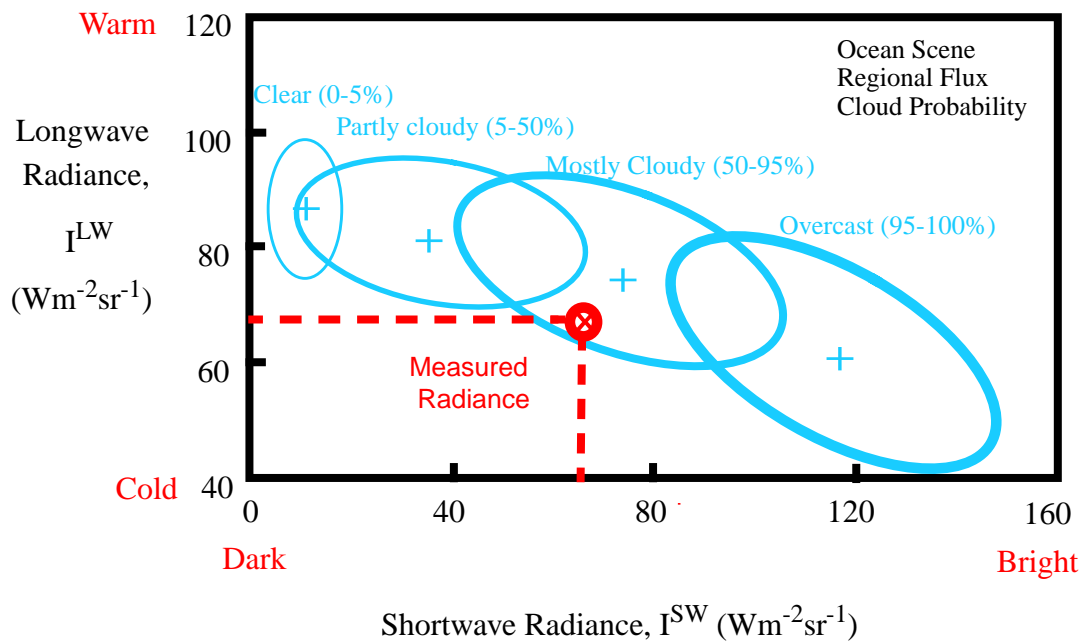 Warm
120
Ocean Scene
Regional Flux
Cloud Probability
Clear (0-5%)
Partly cloudy (5-50%)
Mostly Cloudy (50-95%)
Overcast (95-100%)
Longwave
Radiance,
I^LW
(Wm^-2sr^-1)
100
80
60
Measured
Radiance
Cold
40
0
40
80
120
160
Dark
Bright
Shortwave Radiance, I^SW (Wm^-2sr^-1)